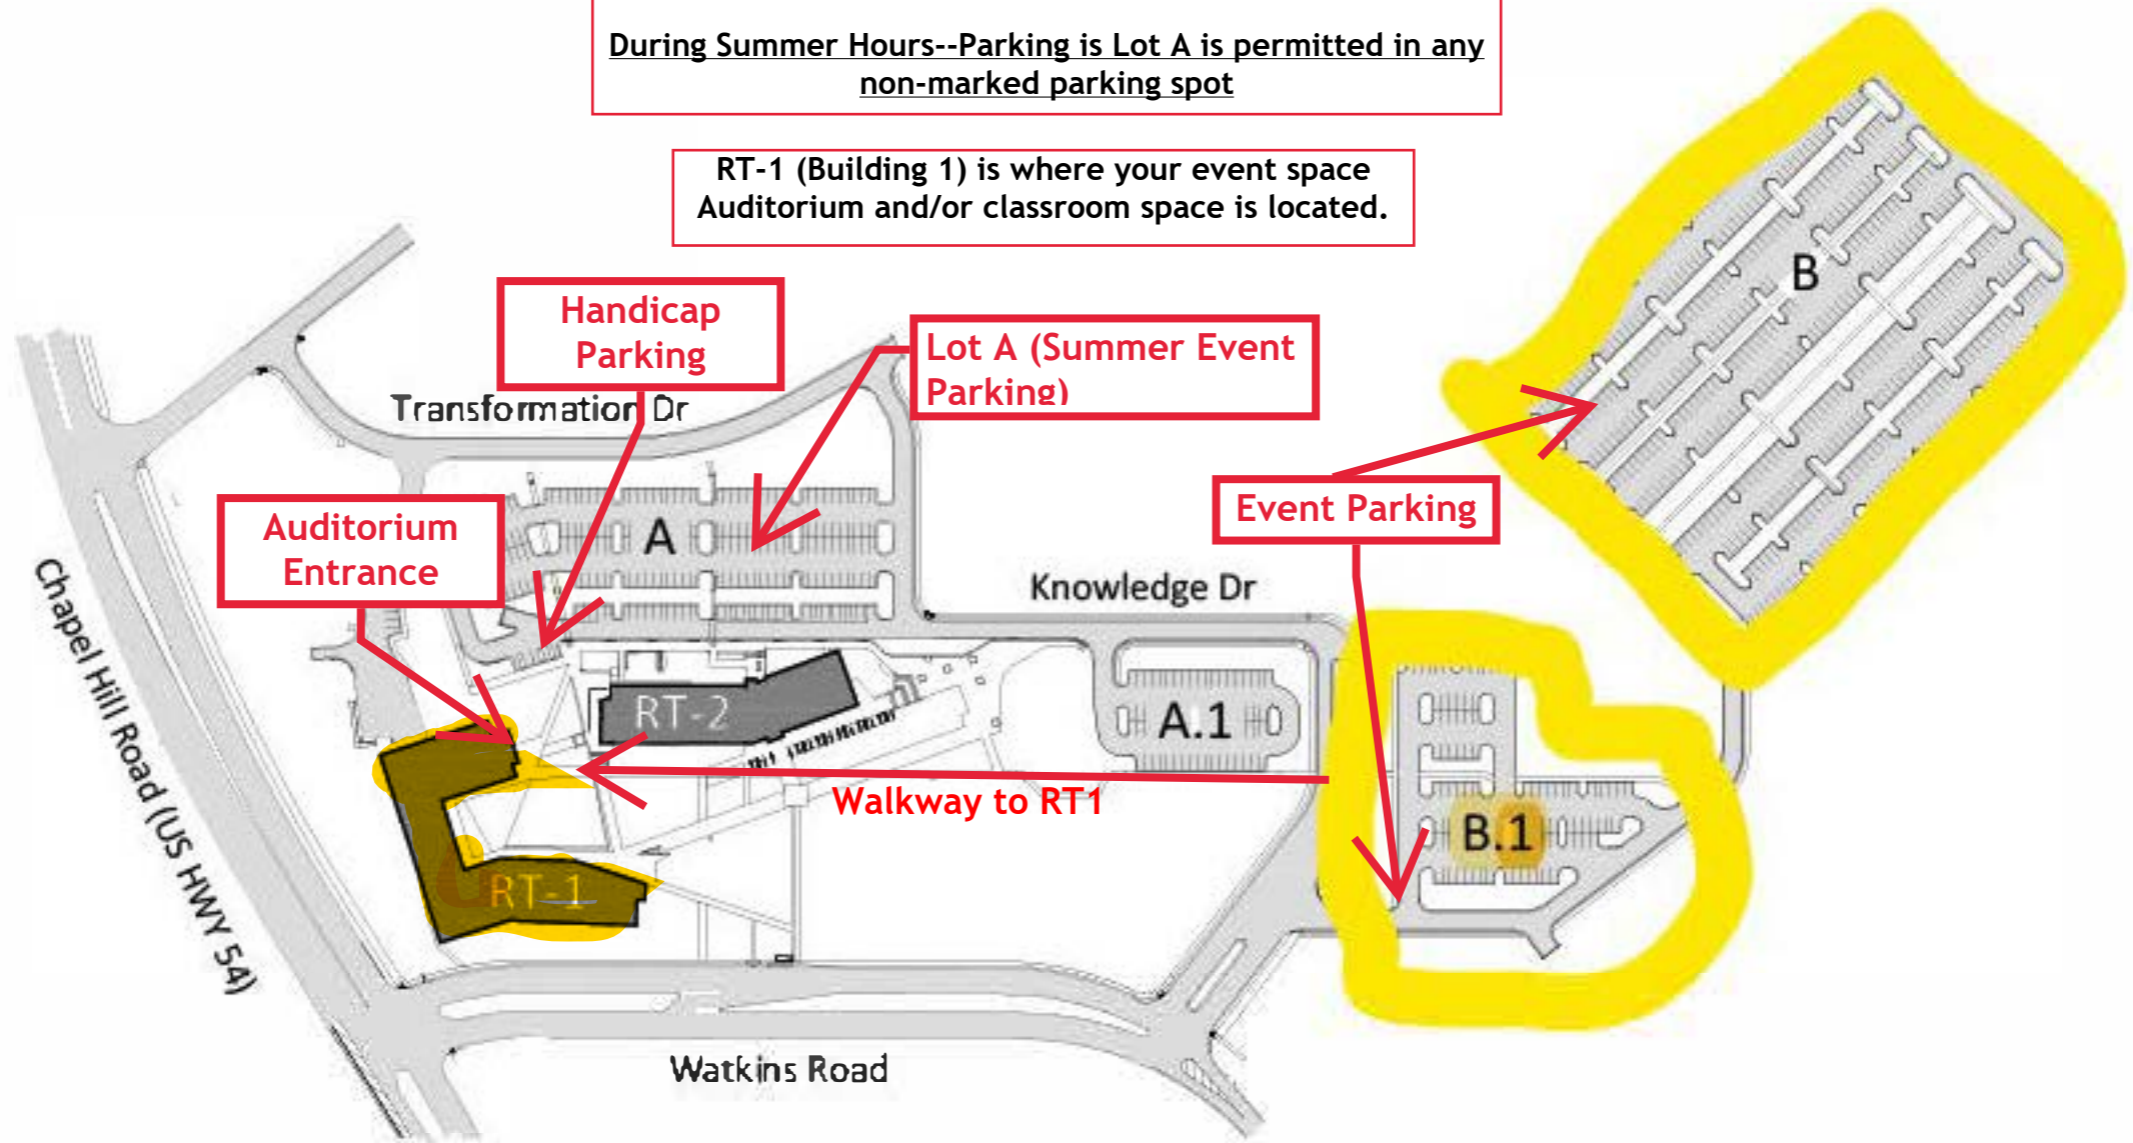 During Summer Hours--Parking is Lot A is permitted in any
non-marked parking spot
RT-1 (Building 1) is where your event space
Auditorium and/or classroom space is located.
B
Handicap
Parking
Lot A (Summer Event
Parking)
Transformation Dr
Event Parking
Auditorium
Entrance
A
Knowledge Dr
Chapel Hill Road (US HWY 54)
RT-2
A.1
Walkway to RT1
B.1
RT-1
Watkins Road